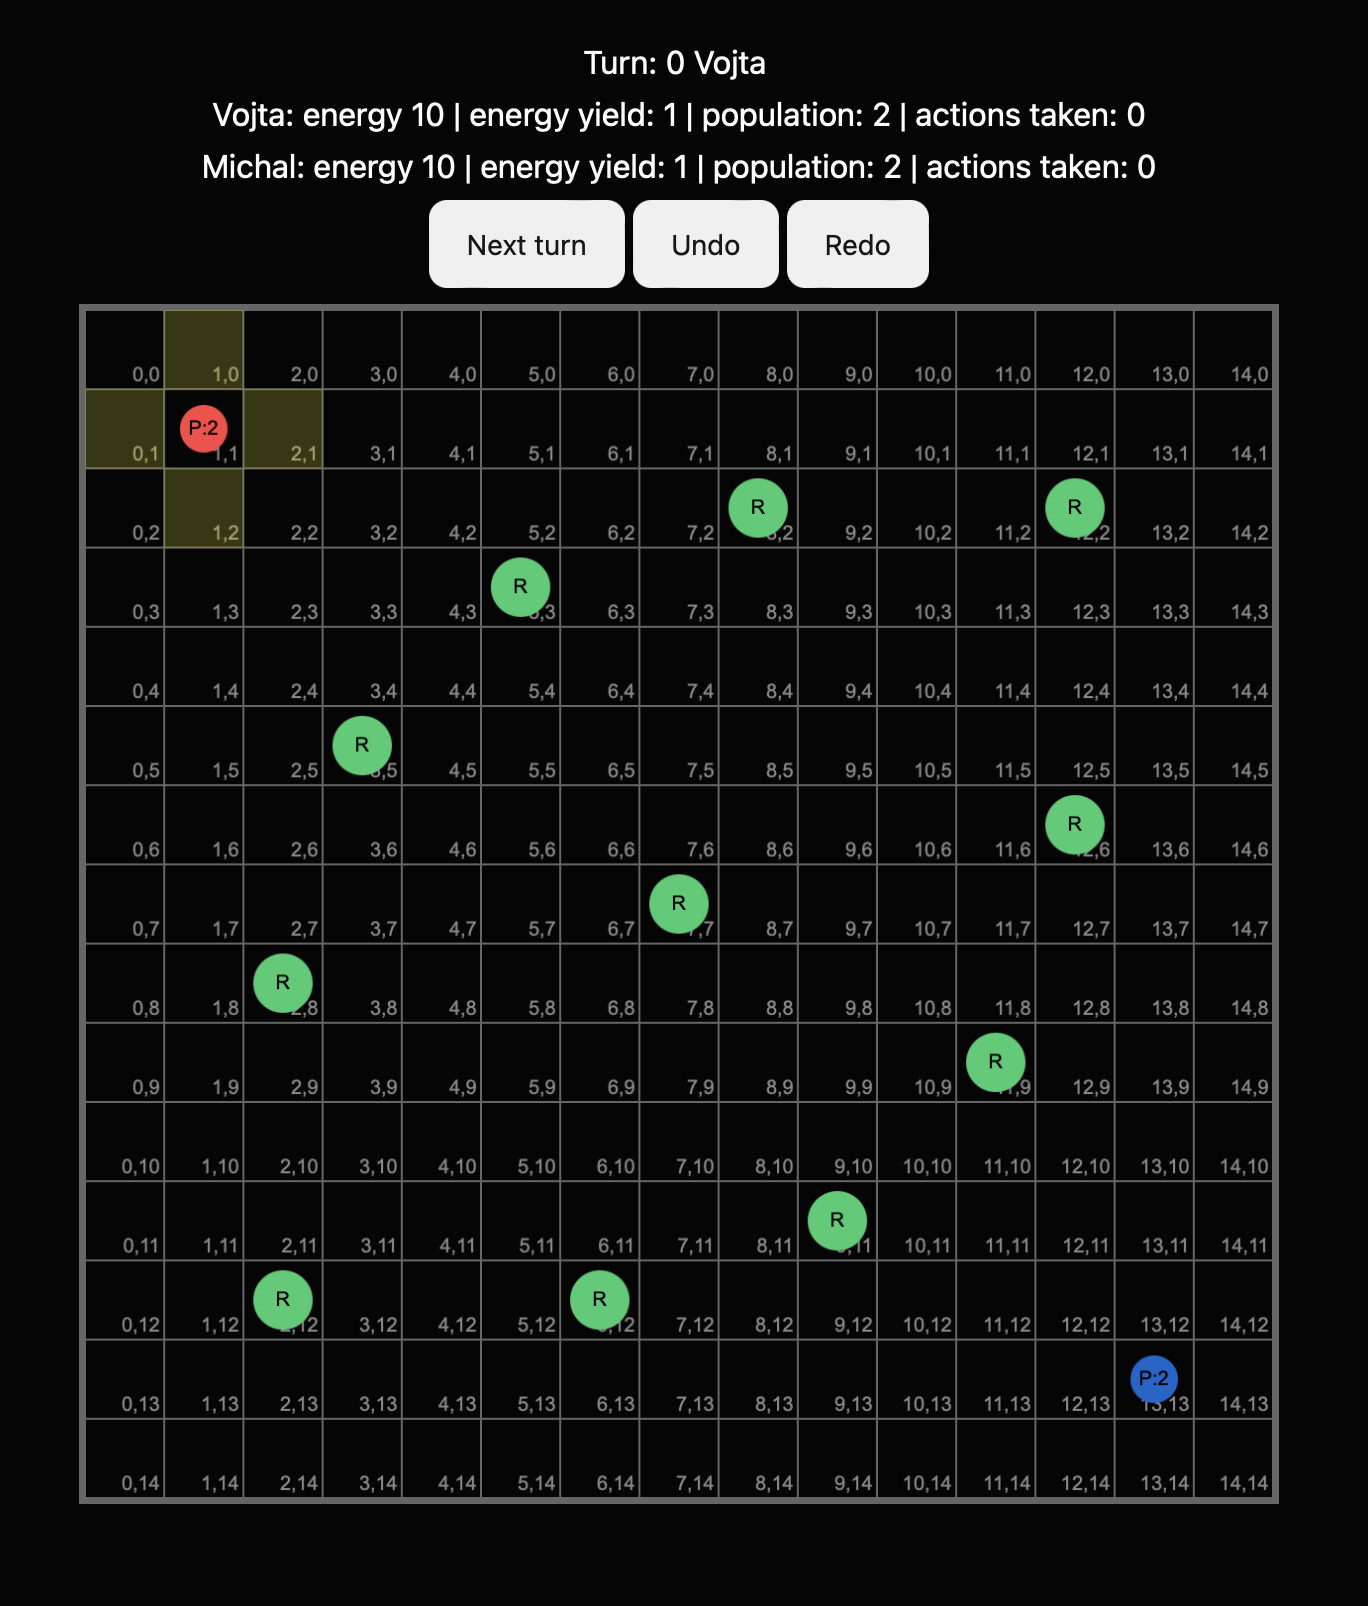 Turn: 0 Vojta
Vojta: energy 10 | energy yield: 1 | population: 2 | actions taken: 0
Michal: energy 10 | energy yield: 1 | population: 2 | actions taken: 0
Next turn Undo Redo
0,0 1,0 2,0 3,0 4,0 5,0 6,0 7,0 8,0 9,0 10,0 11,0 12,0 13,0 14,0
P:2
0,1 1,1 2,1 3,1 4,1 5,1 6,1 7,1 8,1 9,1 10,1 11,1 12,1 13,1 14,1
R R
0,2 1,2 2,2 3,2 4,2 5,2 6,2 7,2 8,2 9,2 10,2 11,2 12,2 13,2 14,2
R
0,3 1,3 2,3 3,3 4,3 5,3 6,3 7,3 8,3 9,3 10,3 11,3 12,3 13,3 14,3
0,4 1,4 2,4 3,4 4,4 5,4 6,4 7,4 8,4 9,4 10,4 11,4 12,4 13,4 14,4
R
0,5 1,5 2,5 3,5 4,5 5,5 6,5 7,5 8,5 9,5 10,5 11,5 12,5 13,5 14,5
R
0,6 1,6 2,6 3,6 4,6 5,6 6,6 7,6 8,6 9,6 10,6 11,6 12,6 13,6 14,6
R
0,7 1,7 2,7 3,7 4,7 5,7 6,7 7,7 8,7 9,7 10,7 11,7 12,7 13,7 14,7
R
0,8 1,8 2,8 3,8 4,8 5,8 6,8 7,8 8,8 9,8 10,8 11,8 12,8 13,8 14,8
R
0,9 1,9 2,9 3,9 4,9 5,9 6,9 7,9 8,9 9,9 10,9 11,9 12,9 13,9 14,9
0,10 1,10 2,10 3,10 4,10 5,10 6,10 7,10 8,10 9,10 10,10 11,10 12,10 13,10 14,10
R
0,11 1,11 2,11 3,11 4,11 5,11 6,11 7,11 8,11 9,11 10,11 11,11 12,11 13,11 14,11
R R
0,12 1,12 2,12 3,12 4,12 5,12 6,12 7,12 8,12 9,12 10,12 11,12 12,12 13,12 14,12
P:2
0,13 1,13 2,13 3,13 4,13 5,13 6,13 7,13 8,13 9,13 10,13 11,13 12,13 13,13 14,13
0,14 1,14 2,14 3,14 4,14 5,14 6,14 7,14 8,14 9,14 10,14 11,14 12,14 13,14 14,14